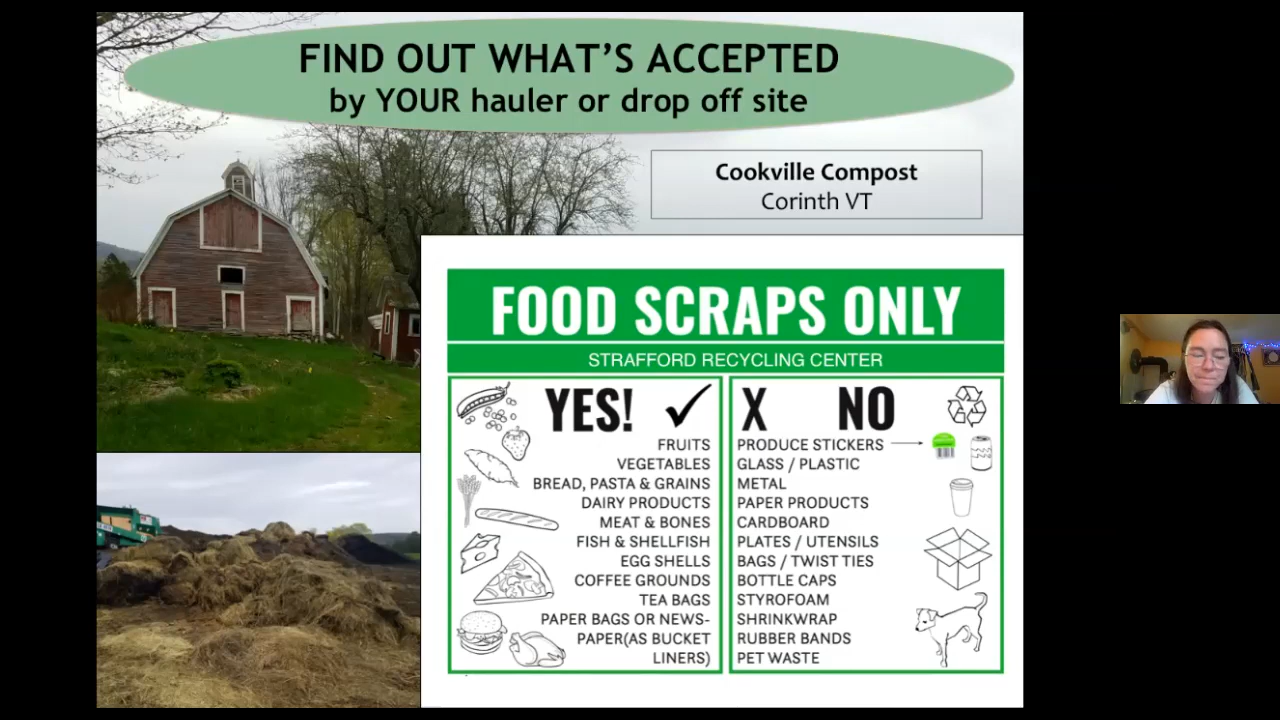 FIND OUT WHAT'S ACCEPTED
by YOUR hauler or drop off site
Cookville Compost
Corinth VT
FOOD SCRAPS ONLY
STRAFFORD RECYCLING CENTER
YES!
FRUITS
VEGETABLES
BREAD, PASTA & GRAINS
DAIRY PRODUCTS
MEAT & BONES
FISH & SHELLFISH
EGG SHELLS
COFFEE GROUNDS
TEA BAGS
PAPER BAGS OR NEWS-
PAPER(AS BUCKET
LINERS)
X NO
PRODUCE STICKERS
GLASS / PLASTIC
METAL
PAPER PRODUCTS
CARDBOARD
PLATES / UTENSILS
BAGS / TWIST TIES
BOTTLE CAPS
STYROFOAM
SHRINKWRAP
RUBBER BANDS
PET WASTE